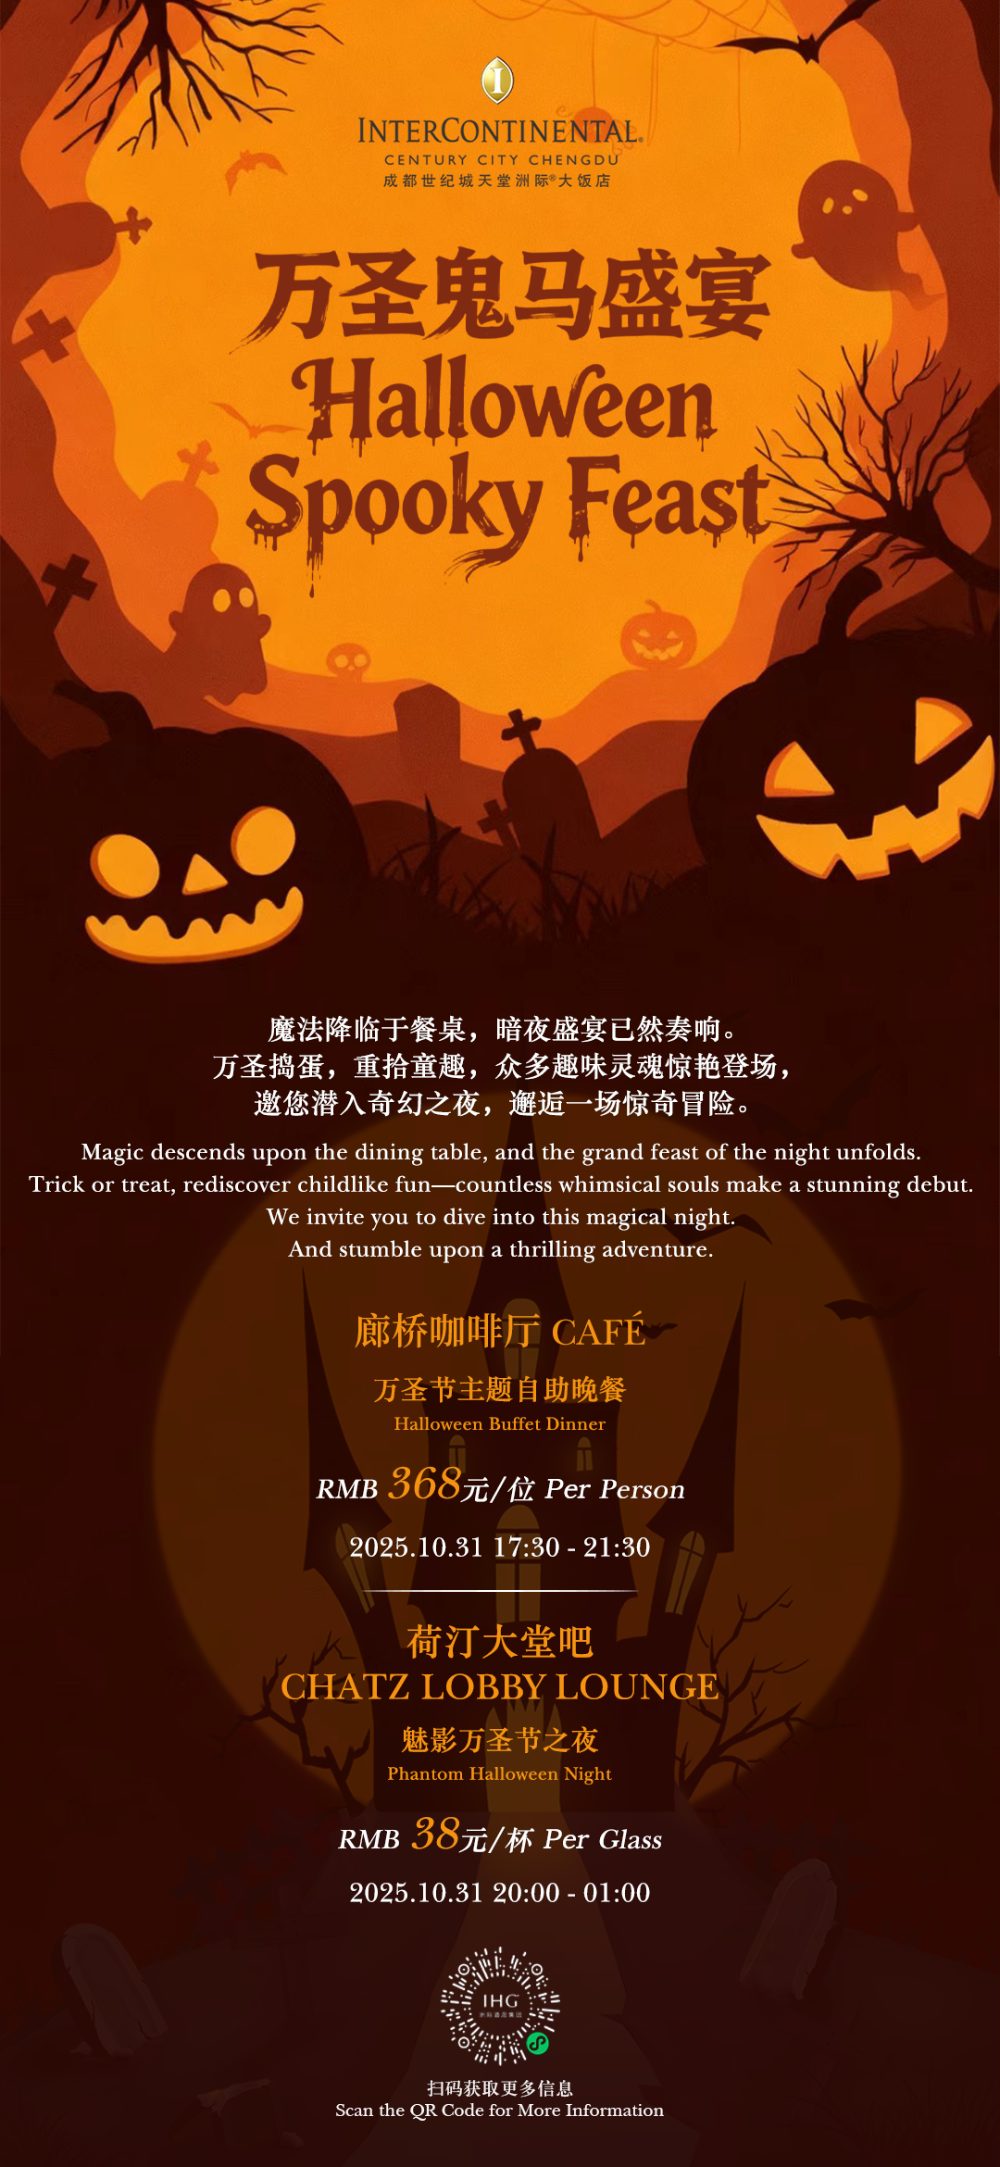 I
INTERCONTINENTAL®
CENTURY CITY CHENGDU
成都世纪城天堂洲际®大饭店
万圣鬼马盛宴
Halloween
Spooky Feast
魔法降临于餐桌，暗夜盛宴已然奏响。
万圣捣蛋，重拾童趣，众多趣味灵魂惊艳登场，
邀您潜入奇幻之夜，邂逅一场惊奇冒险。
Magic descends upon the dining table, and the grand feast of the night unfolds.
Trick or treat, rediscover childlike fun—countless whimsical souls make a stunning debut.
We invite you to dive into this magical night.
And stumble upon a thrilling adventure.
廊桥咖啡厅 CAFÉ
万圣节主题自助晚餐
Halloween Buffet Dinner
RMB 368元/位 Per Person
2025.10.31 17:30 - 21:30
荷汀大堂吧
CHATZ LOBBY LOUNGE
魅影万圣节之夜
Phantom Halloween Night
RMB 38元/杯 Per Glass
2025.10.31 20:00 - 01:00
IHG
洲际酒店集团
扫码获取更多信息
Scan the QR Code for More Information